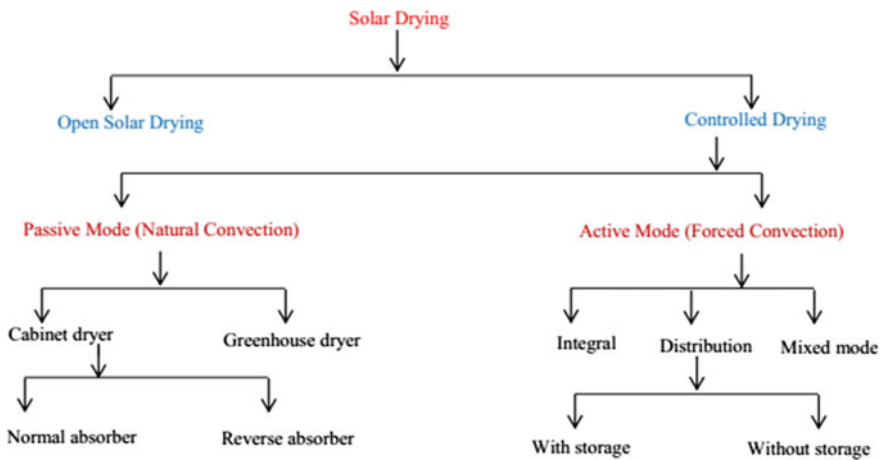 Solar Drying
Open Solar Drying
Controlled Drying
Passive Mode (Natural Convection)
Active Mode (Forced Convection)
Cabinet dryer
Greenhouse dryer
Integral
Distribution
Mixed mode
Normal absorber
Reverse absorber
With storage
Without storage